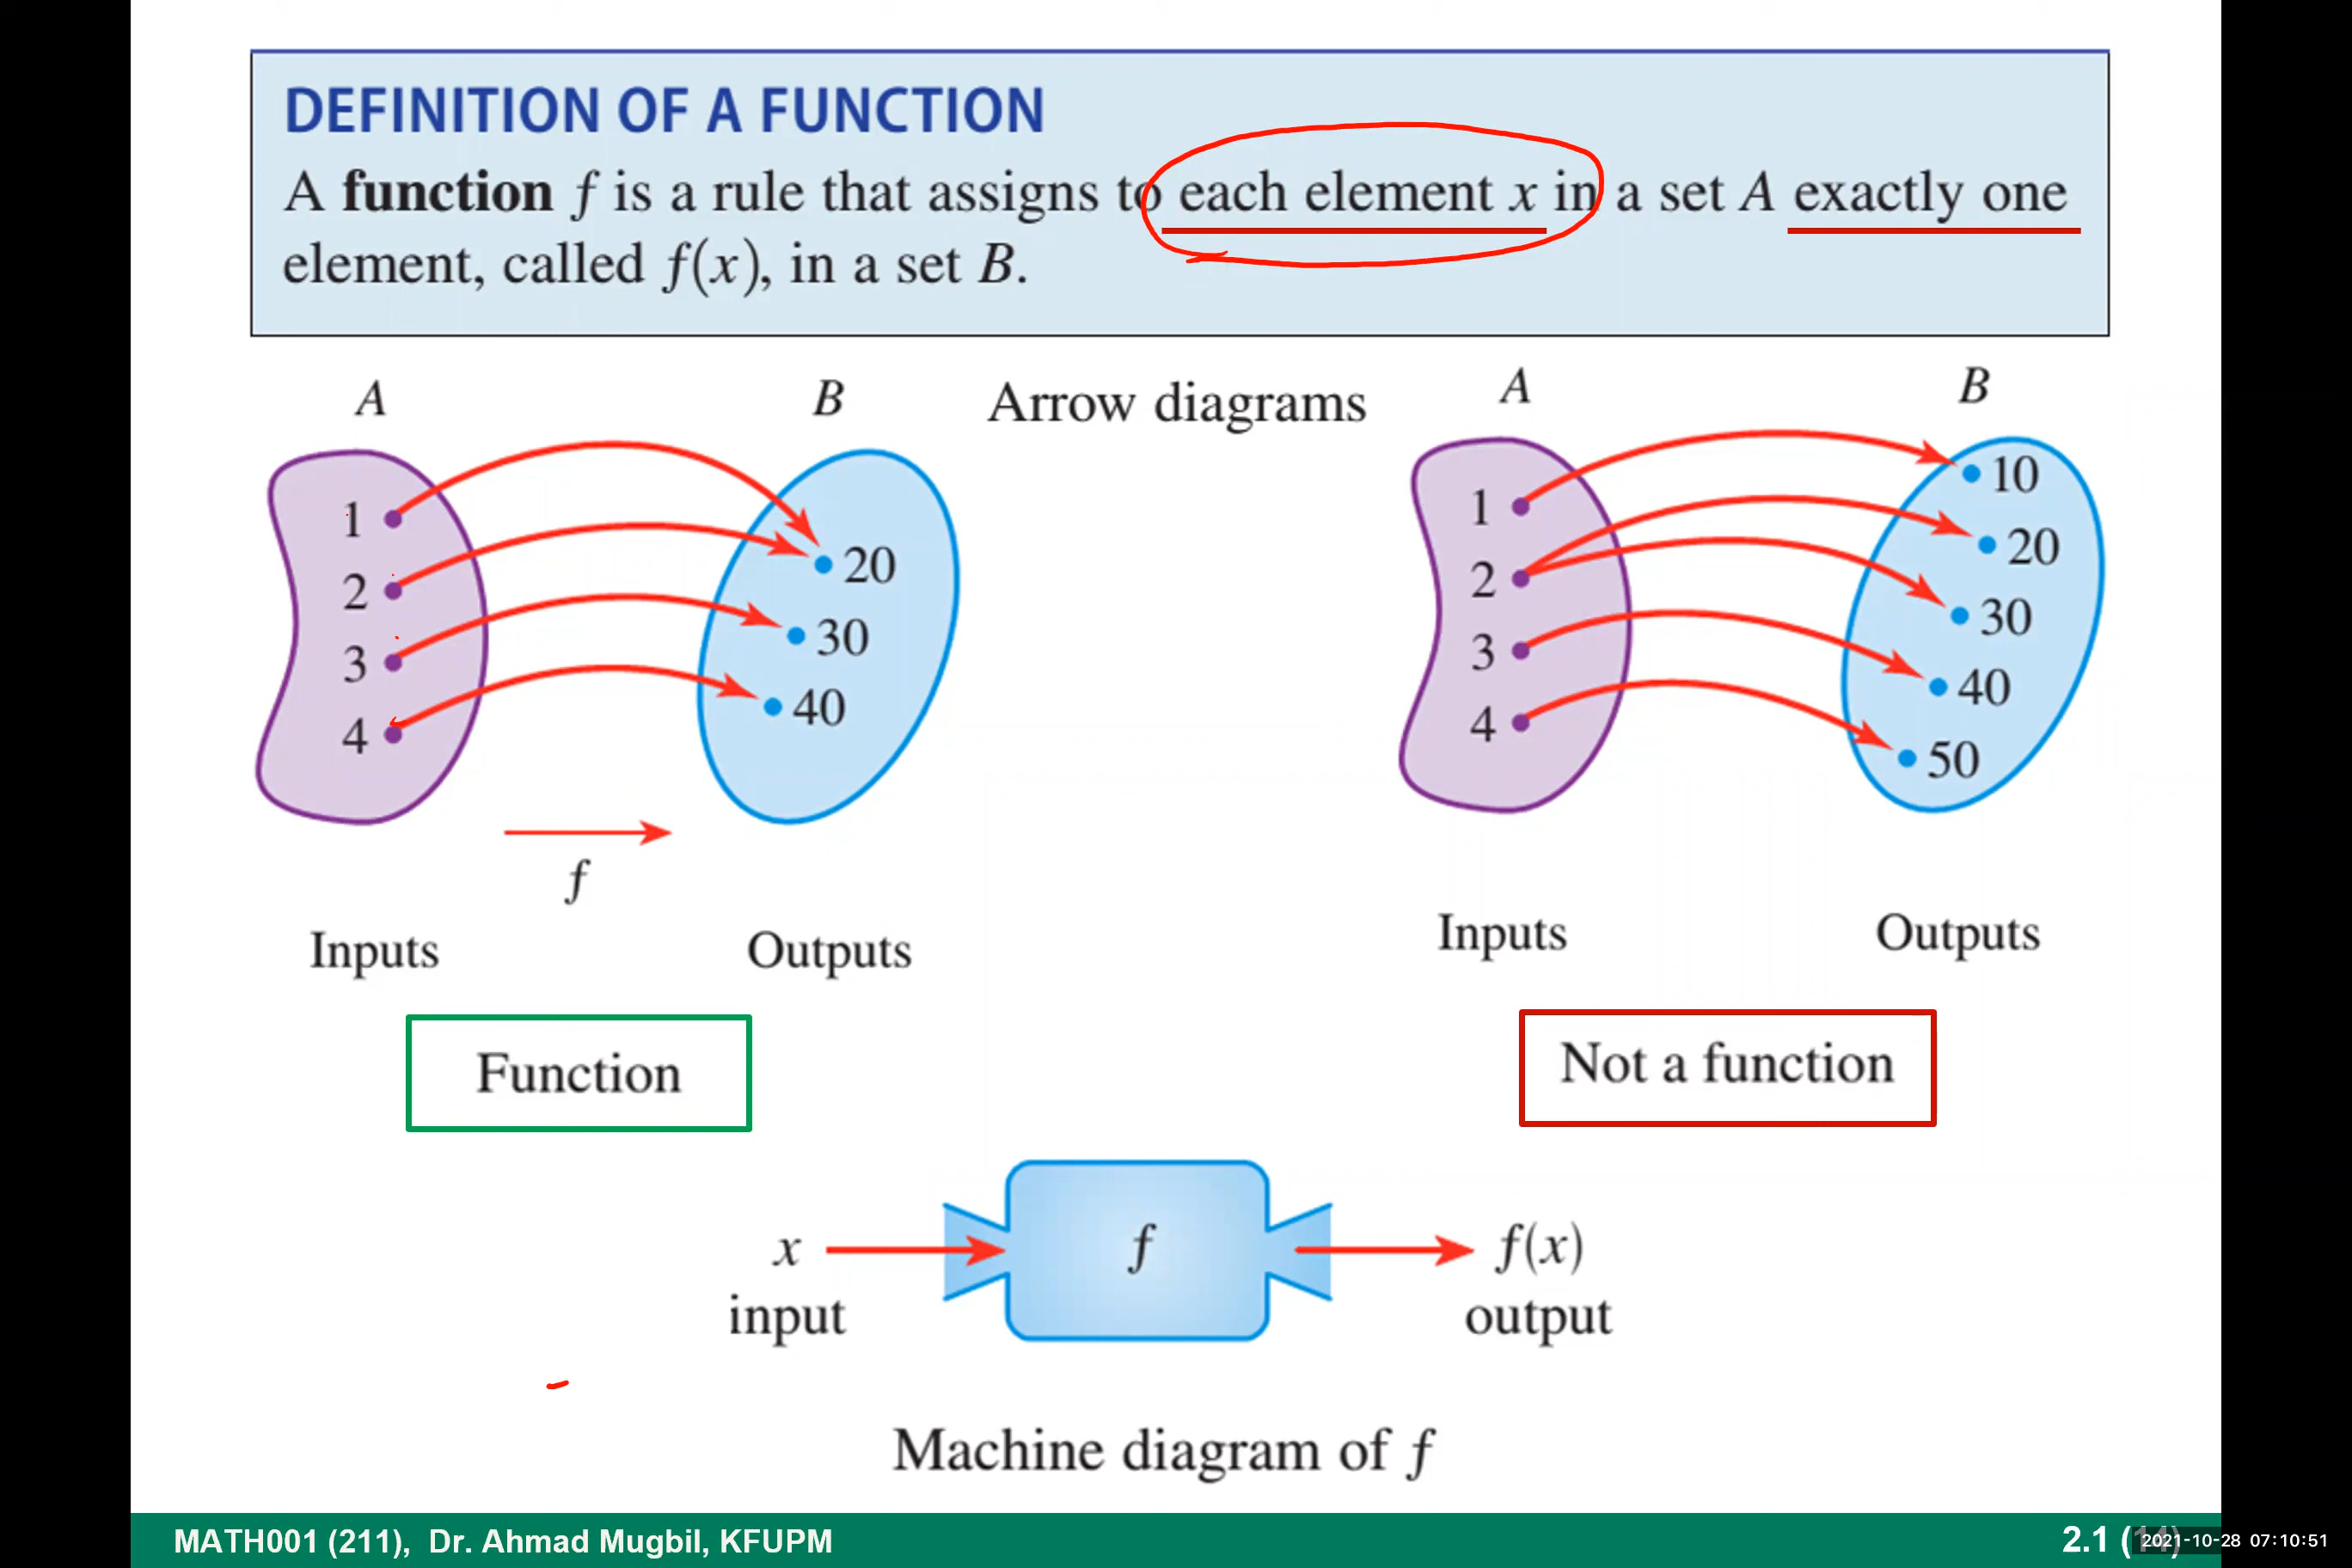 DEFINITION OF A FUNCTION
A function f is a rule that assigns to each element x in a set A exactly one
element, called f(x), in a set B.
A
B
Arrow diagrams
A
B
1
2
3
4
20
30
40
1
2
3
4
10
20
30
40
50
f
Inputs
Outputs
Inputs
Outputs
Function
Not a function
x
input
f
f(x)
output
Machine diagram of f
MATH001 (211), Dr. Ahmad Mugbil, KFUPM
2.1 (14)
2021-10-28 07:10:51